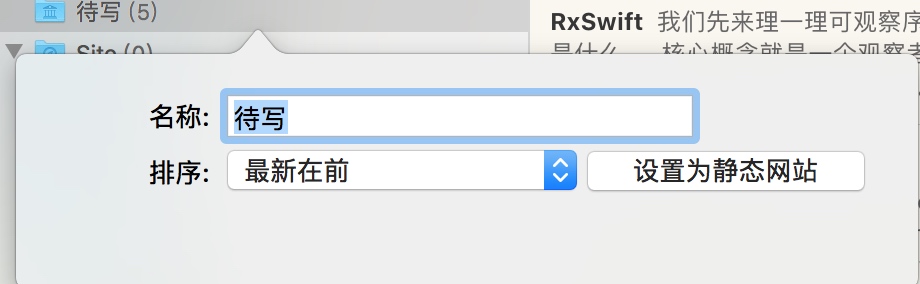 待写 (5)
Site (0)
RxSwift 我们先来理一理可观察序
是什么 核心概念就是一个观察者
名称: 待写
排序: 最新在前 设置为静态网站